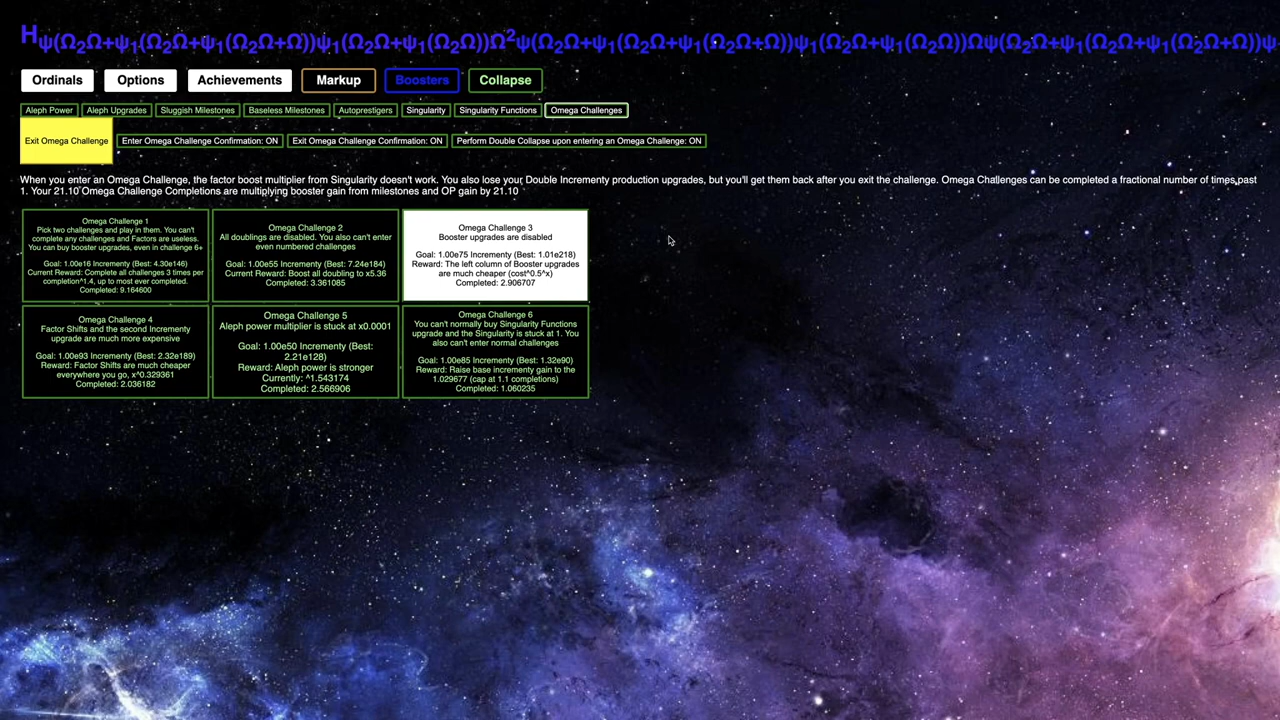 Hψ(Ω₂Ω+ψ₁(Ω₂Ω+ψ₁(Ω₂Ω+Ω))ψ₁(Ω₂Ω+ψ₁(Ω₂Ω))Ω²ψ(Ω₂Ω+ψ₁(Ω₂Ω+ψ₁(Ω₂Ω+Ω))ψ₁(Ω₂Ω+ψ₁(Ω₂Ω))Ωψ(Ω₂Ω+ψ₁(Ω₂Ω+ψ₁(Ω₂Ω+Ω))ψ
Ordinals Options Achievements Markup Boosters Collapse
Aleph Power Aleph Upgrades Sluggish Milestones Baseless Milestones Autoprestigers Singularity Singularity Functions Omega Challenges
Exit Omega Challenge Enter Omega Challenge Confirmation: ON Exit Omega Challenge Confirmation: ON Perform Double Collapse upon entering an Omega Challenge: ON
When you enter an Omega Challenge, the factor boost multiplier from Singularity doesn't work. You also lose your Double Incrementy production upgrades, but you'll get them back after you exit the challenge. Omega Challenges can be completed a fractional number of times past
1. Your 21.10 Omega Challenge Completions are multiplying booster gain from milestones and OP gain by 21.10
Omega Challenge 1
Pick two challenges and play in them. You can't
complete any challenges and Factors are useless.
You can buy booster upgrades, even in challenge 6+
Goal: 1.00e16 Incrementy (Best: 4.30e146)
Current Reward: Complete all challenges 3 times per
completion^1.4, up to most ever completed.
Completed: 9.164600
Omega Challenge 2
All doublings are disabled. You also can't enter
even numbered challenges
Goal: 1.00e55 Incrementy (Best: 7.24e184)
Current Reward: Boost all doubling to x5.36
Completed: 3.361085
Omega Challenge 3
Booster upgrades are disabled
Goal: 1.00e75 Incrementy (Best: 1.01e218)
Reward: The left column of Booster upgrades
are much cheaper (cost^0.5^x)
Completed: 2.906707
Omega Challenge 4
Factor Shifts and the second Incrementy
upgrade are much more expensive
Goal: 1.00e93 Incrementy (Best: 2.32e189)
Reward: Factor Shifts are much cheaper
everywhere you go, x^0.329361
Completed: 2.036182
Omega Challenge 5
Aleph power multiplier is stuck at x0.0001
Goal: 1.00e50 Incrementy (Best:
2.21e128)
Reward: Aleph power is stronger
Currently: ^1.543174
Completed: 2.566906
Omega Challenge 6
You can't normally buy Singularity Functions
upgrade and the Singularity is stuck at 1. You
also can't enter normal challenges
Goal: 1.00e85 Incrementy (Best: 1.32e90)
Reward: Raise base incrementy gain to the
1.029677 (cap at 1.1 completions)
Completed: 1.060235